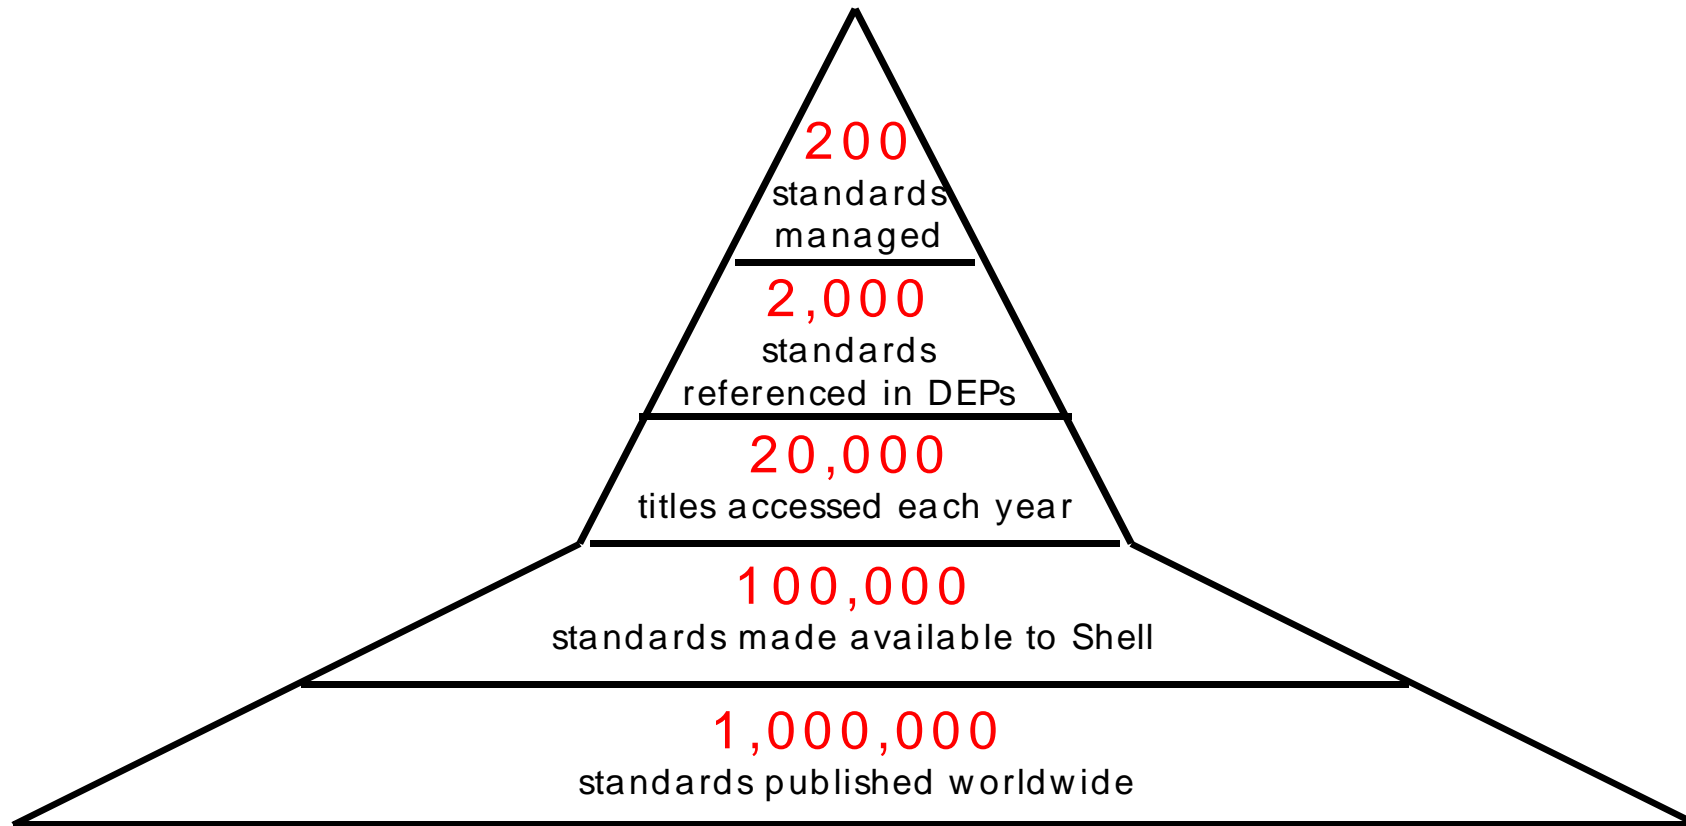 200
standards
managed
2,000
standards
referenced in DEPs
20,000
titles accessed each year
100,000
standards made available to Shell
1,000,000
standards published worldwide